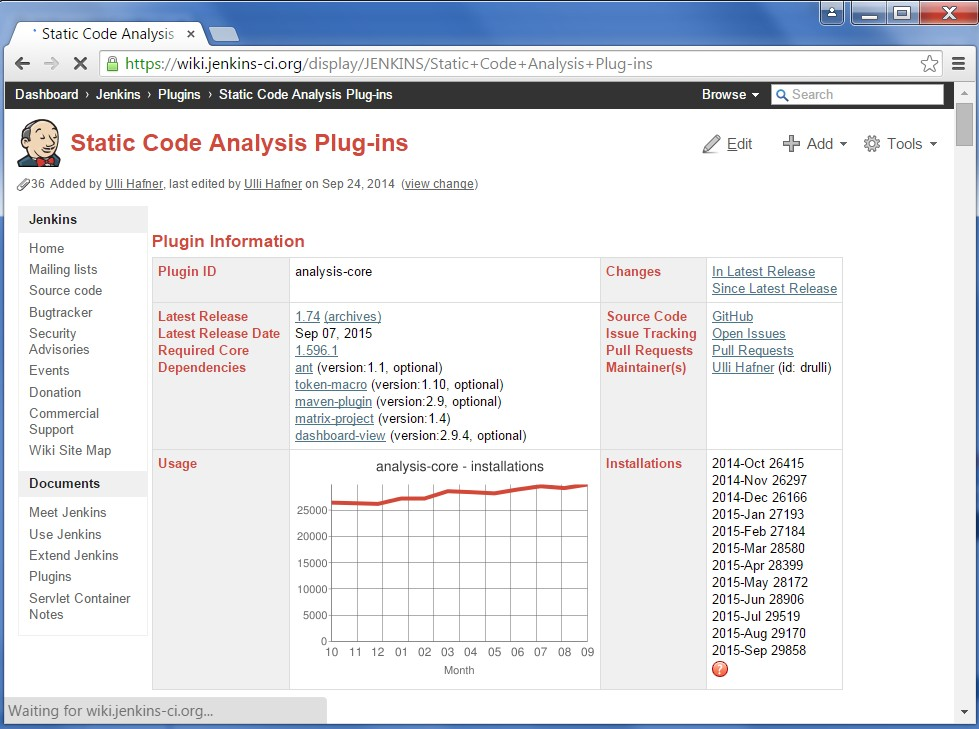 Static Code Analysis
https://wiki.jenkins-ci.org/display/JENKINS/Static+Code+Analysis+Plug-ins
Dashboard › Jenkins › Plugins › Static Code Analysis Plug-ins Browse Search
Static Code Analysis Plug-ins Edit Add Tools
36 Added by Ulli Hafner, last edited by Ulli Hafner on Sep 24, 2014 (view change)
Jenkins
Home
Mailing lists
Source code
Bugtracker
Security
Advisories
Events
Donation
Commercial
Support
Wiki Site Map
Documents
Meet Jenkins
Use Jenkins
Extend Jenkins
Plugins
Servlet Container
Notes
Plugin Information
Plugin ID analysis-core
Changes In Latest Release
Since Latest Release
Latest Release 1.74 (archives)
Latest Release Date Sep 07, 2015
Required Core 1.596.1
Dependencies ant (version:1.1, optional)
token-macro (version:1.10, optional)
maven-plugin (version:2.9, optional)
matrix-project (version:1.4)
dashboard-view (version:2.9.4, optional)
Source Code GitHub
Issue Tracking Open Issues
Pull Requests Pull Requests
Maintainer(s) Ulli Hafner (id: drulli)
Usage
analysis-core - installations
25000
20000
15000
10000
5000
0
10 11 12 01 02 03 04 05 06 07 08 09
Month
Installations
2014-Oct 26415
2014-Nov 26297
2014-Dec 26166
2015-Jan 27193
2015-Feb 27184
2015-Mar 28580
2015-Apr 28399
2015-May 28172
2015-Jun 28906
2015-Jul 29519
2015-Aug 29170
2015-Sep 29858
?
Waiting for wiki.jenkins-ci.org...